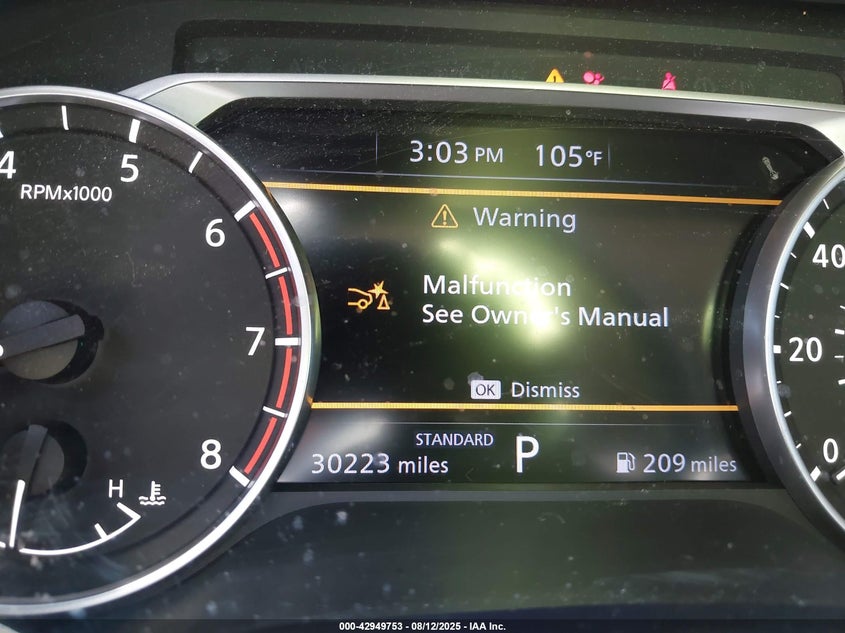 3:03 PM 105°F
4
5
RPMx1000
6
7
8
H
Warning
Malfunction
See Owner's Manual
OK Dismiss
STANDARD
30223 miles
P
209 miles
40
20
0
000-42949753 - 08/12/2025 - IAA Inc.